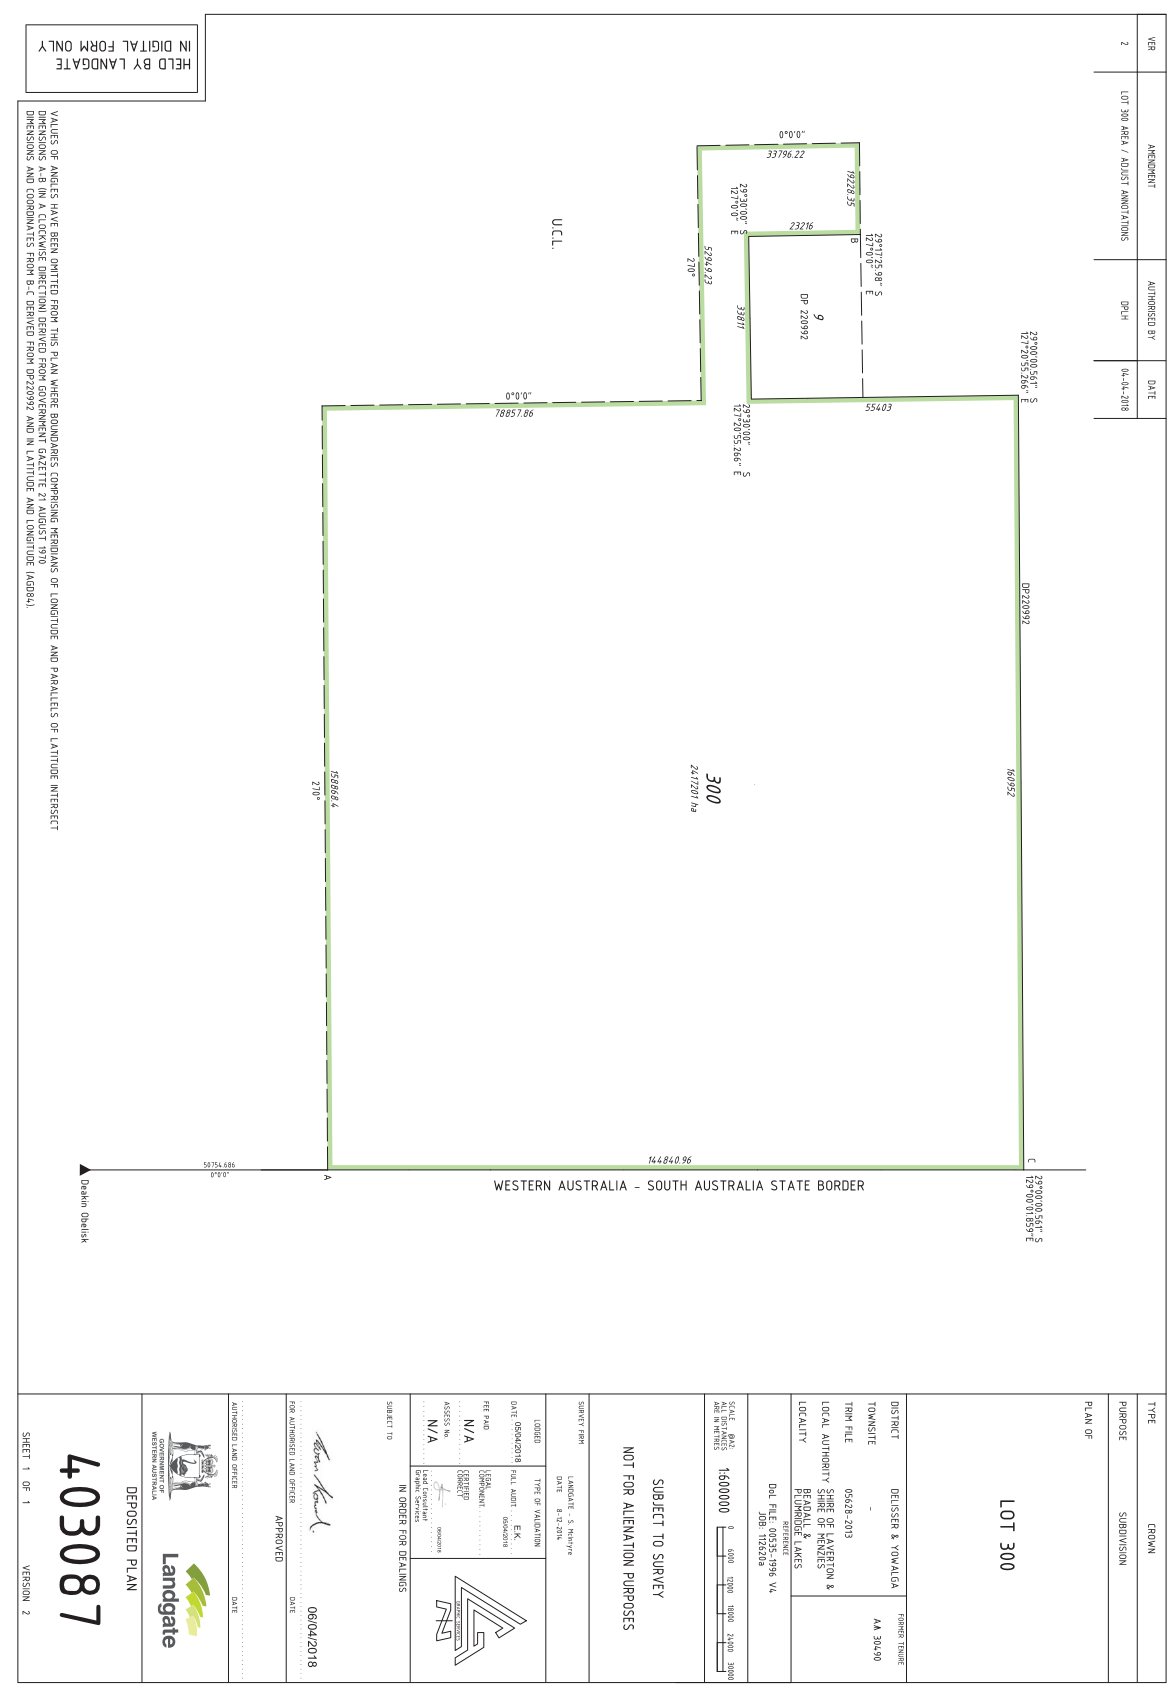 HELD BY LANDGATE
IN DIGITAL FORM ONLY
VER
AMENDMENT
AUTHORISED BY
DATE
2
LOT 300 AREA / ADJUST ANNOTATIONS
DPLH
04-04-2018
VALUES OF ANGLES HAVE BEEN OMITTED FROM THIS PLAN WHERE BOUNDARIES COMPRISING MERIDIANS OF LONGITUDE AND PARALLELS OF LATITUDE INTERSECT
DIMENSIONS A-B (IN A CLOCKWISE DIRECTION) DERIVED FROM GOVERNMENT GAZETTE 21 AUGUST 1970
DIMENSIONS AND COORDINATES FROM B-C DERIVED FROM DP220992 AND IN LATITUDE AND LONGITUDE (AGD84).
0°0'0"
33796.22
19228.35
29°30'00" S
127°0'0" E
23216
B
29°17'25.98" S
127°0'0" E
U.C.L.
52949.23
270°
33811
9
DP 220992
29°00'00.561" S
127°20'55.266" E
0°0'0"
78857.86
29°30'00" S
127°20'55.266" E
55403
DP220992
300
2417201 ha
160952
158868.4
270°
144840.96
C
29°00'00.561" S
129°00'01.859"E
A
50754.686
0°0'0"
Deakin Obelisk
WESTERN AUSTRALIA - SOUTH AUSTRALIA STATE BORDER
TYPE CROWN
PURPOSE SUBDIVISION
PLAN OF
LOT 300
DISTRICT DELISSER & YOWALGA
TOWNSITE -
TRIM FILE 05628-2013
LOCAL AUTHORITY SHIRE OF LAVERTON &
SHIRE OF MENZIES
LOCALITY BEADALL &
PLUMRIDGE LAKES
FORMER TENURE
AA 30490
REFERENCE
DoL FILE: 00535-1996 V4
JOB: 112620a
SCALE @A2:
ALL DISTANCES
ARE IN METRES
1:600000
0 6000 12000 18000 24000 30000
SUBJECT TO SURVEY
NOT FOR ALIENATION PURPOSES
SURVEY FIRM
LANDGATE - S. McIntyre
DATE 8-12-2014
LODGED
DATE 05/04/2018
FEE PAID
N/A
ASSESS No.
N/A
TYPE OF VALIDATION
FULL AUDIT E.K.
05/04/2018
LEGAL
COMPONENT
CERTIFIED
CORRECT
06/04/2018
Lead Consultant
Graphic Services
GRAPHIC SERVICES
N
IN ORDER FOR DEALINGS
SUBJECT TO
FOR AUTHORISED LAND OFFICER
DATE
06/04/2018
APPROVED
AUTHORISED LAND OFFICER
DATE
GOVERNMENT OF
WESTERN AUSTRALIA
Landgate
DEPOSITED PLAN
403087
SHEET 1 OF 1
VERSION 2